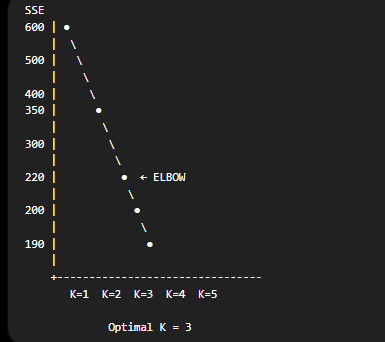 SSE
600
500
400
350
300
220 ← ELBOW
200
190
K=1 K=2 K=3 K=4 K=5
Optimal K = 3